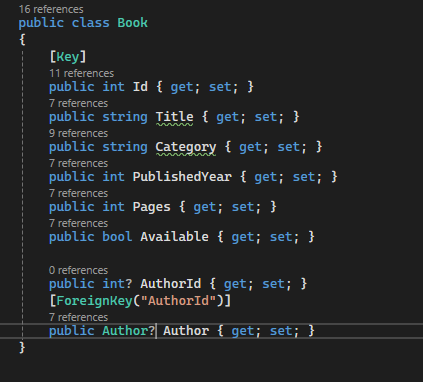 16 references
public class Book
{
[Key]
11 references
public int Id { get; set; }
7 references
public string Title { get; set; }
9 references
public string Category { get; set; }
7 references
public int PublishedYear { get; set; }
7 references
public int Pages { get; set; }
7 references
public bool Available { get; set; }
0 references
public int? AuthorId { get; set; }
[ForeignKey("AuthorId")]
7 references
public Author? Author { get; set; }
}